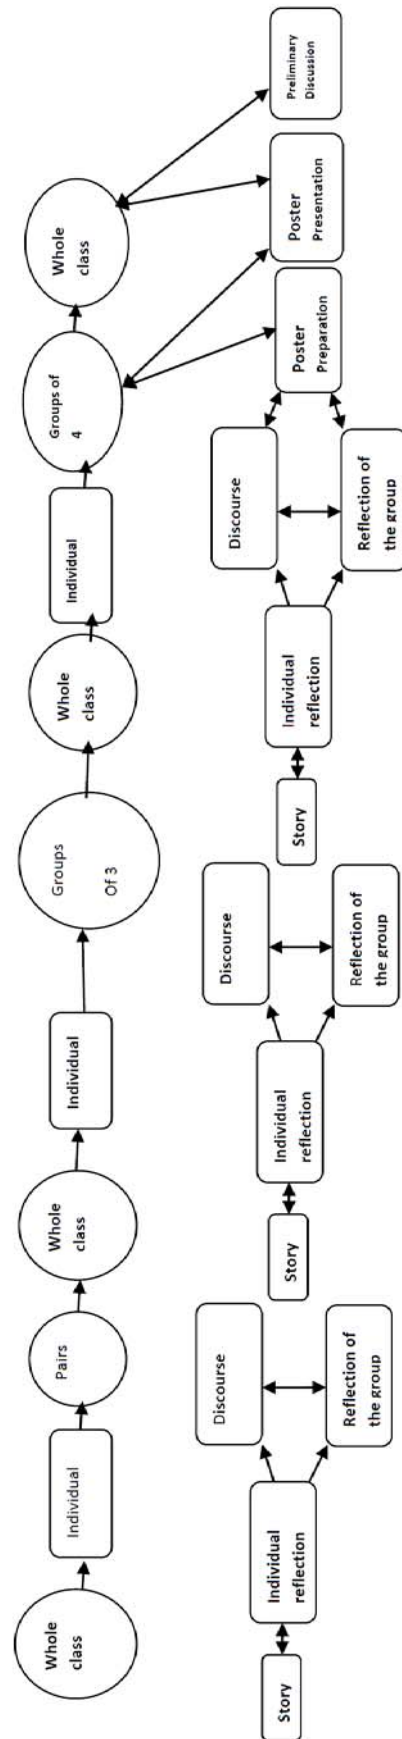 Whole
class
Individual
Pairs
Whole
class
Individual
Groups
Of 3
Whole
class
Individual
Groups of
4
Whole
class
Story
Individual
reflection
Discourse
Reflection of
the group
Story
Individual
reflection
Discourse
Reflection of
the group
Story
Individual
reflection
Discourse
Reflection of
the group
Poster
Preparation
Poster
Presentation
Preliminary
Discussion